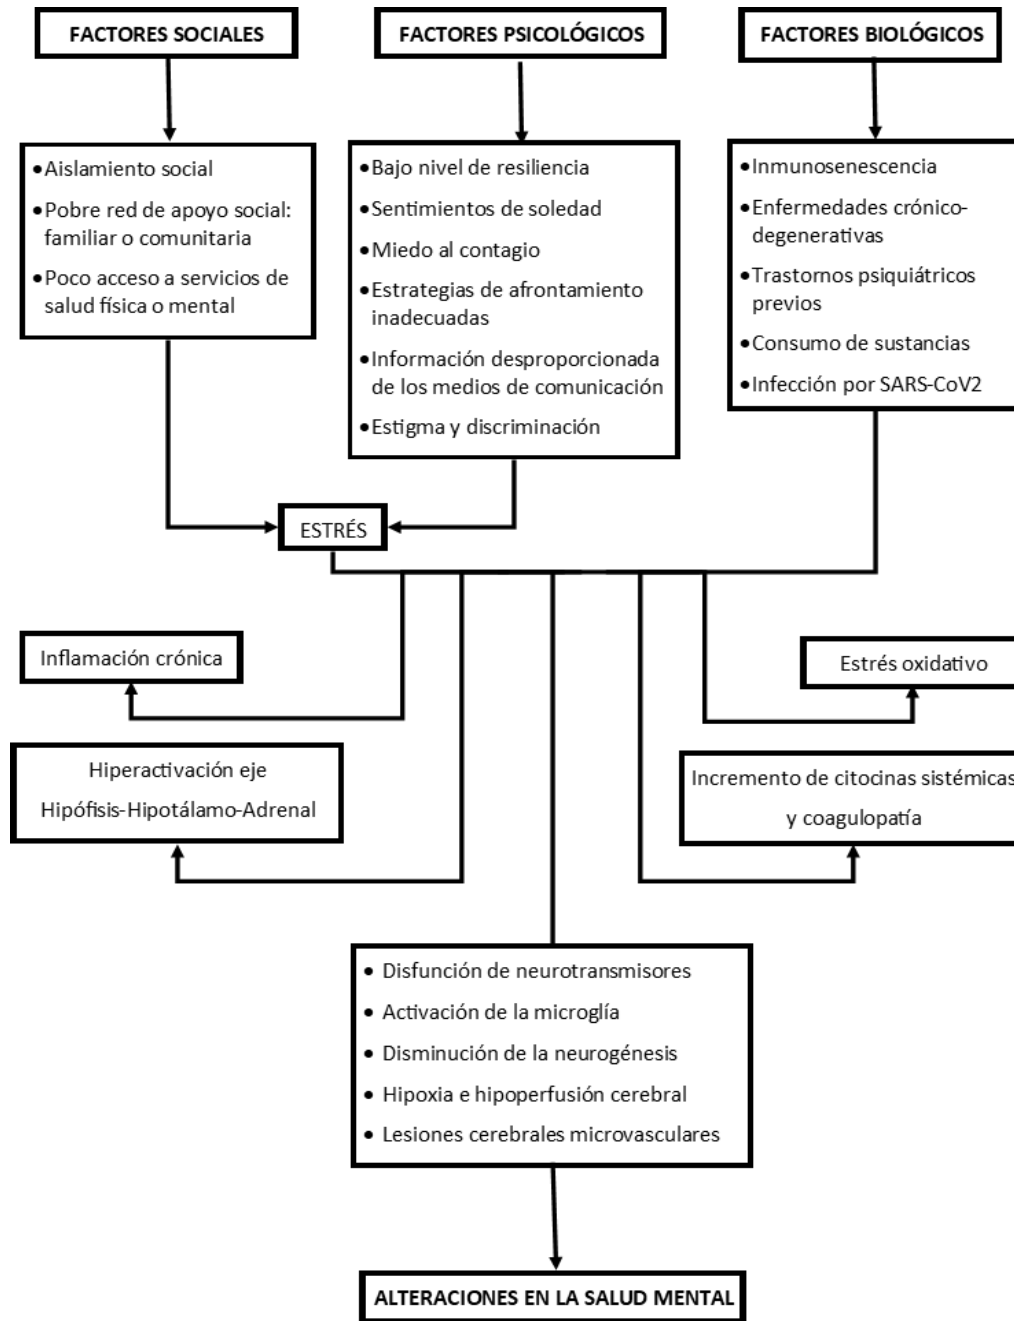 FACTORES SOCIALES
FACTORES PSICOLÓGICOS
FACTORES BIOLÓGICOS
•Aislamiento social
•Pobre red de apoyo social:
familiar o comunitaria
•Poco acceso a servicios de
salud física o mental
•Bajo nivel de resiliencia
•Sentimientos de soledad
•Miedo al contagio
•Estrategias de afrontamiento
inadecuadas
•Información desproporcionada
de los medios de comunicación
•Estigma y discriminación
•Inmunosenescencia
•Enfermedades crónico-
degenerativas
•Trastornos psiquiátricos
previos
•Consumo de sustancias
•Infección por SARS-CoV2
ESTRÉS
Inflamación crónica
Estrés oxidativo
Hiperactivación eje
Hipófisis-Hipotálamo-Adrenal
Incremento de citocinas sistémicas
y coagulopatía
• Disfunción de neurotransmisores
• Activación de la microglía
• Disminución de la neurogénesis
• Hipoxia e hipoperfusión cerebral
• Lesiones cerebrales microvasculares
ALTERACIONES EN LA SALUD MENTAL